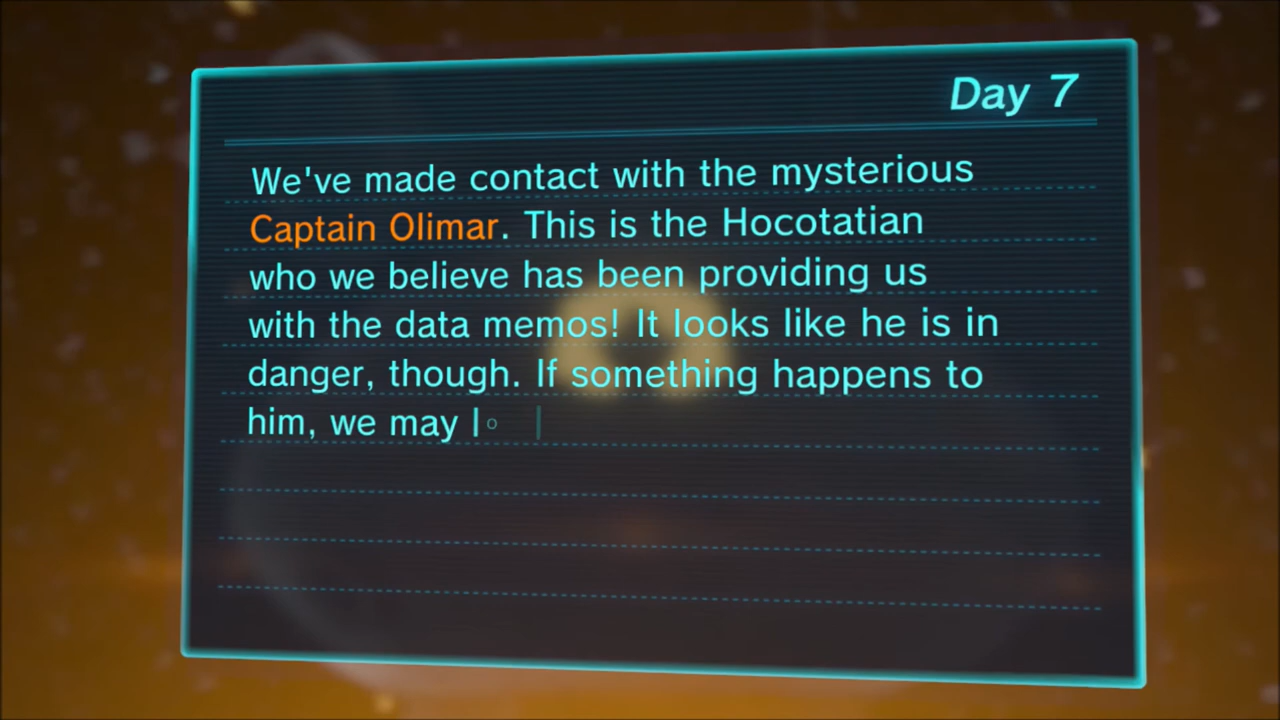 Day 7
We've made contact with the mysterious
Captain Olimar. This is the Hocotatian
who we believe has been providing us
with the data memos! It looks like he is in
danger, though. If something happens to
him, we may lo